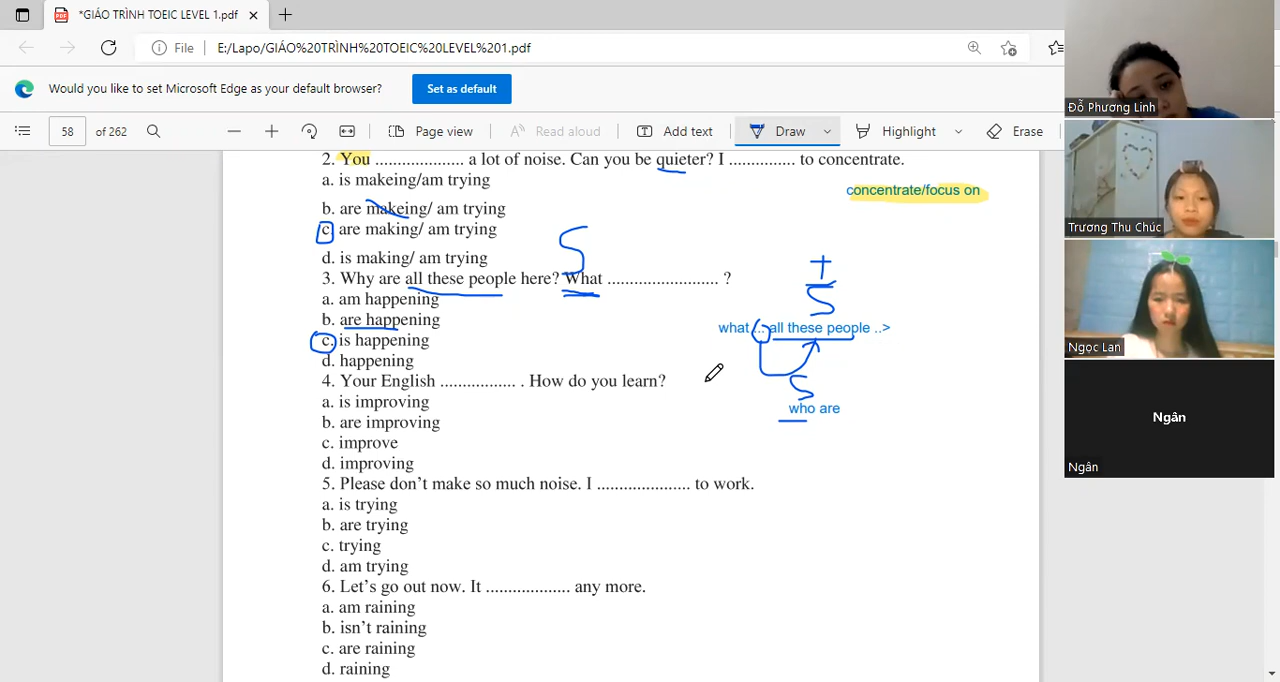 *GIÁO TRÌNH TOEIC LEVEL 1.pdf
File E:/Lapo/GIÁO%20TRÌNH%20TOEIC%20LEVEL%201.pdf
Would you like to set Microsoft Edge as your default browser? Set as default
58 of 262 Page view Read aloud Add text Draw Highlight Erase
2. You ................... a lot of noise. Can you be quieter? I ............... to concentrate.
a. is makeing/am trying
concentrate/focus on
b. are makeing/ am trying
c. are making/ am trying
d. is making/ am trying
S
+
S
3. Why are all these people here? What ......................... ?
a. am happening
b. are happening
what ... all these people ..>
c. is happening
d. happening
4. Your English ................. . How do you learn?
S
a. is improving
who are
b. are improving
c. improve
d. improving
5. Please don't make so much noise. I ..................... to work.
a. is trying
b. are trying
c. trying
d. am trying
6. Let's go out now. It ................... any more.
a. am raining
b. isn't raining
c. are raining
d. raining
Đỗ Phương Linh
Trương Thu Chúc
Ngọc Lan
Ngân
Ngân